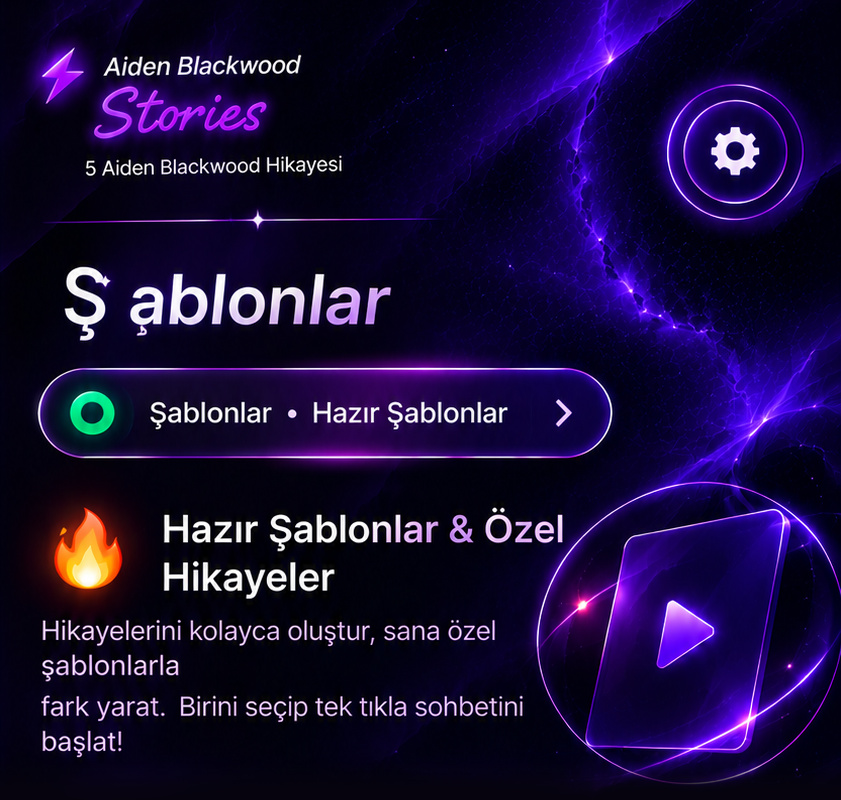 Aiden Blackwood
Stories
5 Aiden Blackwood Hikayesi
Ş ablonlar
Şablonlar • Hazır Şablonlar
Hazır Şablonlar & Özel
Hikayeler
Hikayelerini kolayca oluştur, sana özel
şablonlarla
fark yarat. Birini seçip tek tıkla sohbetini
başlat!